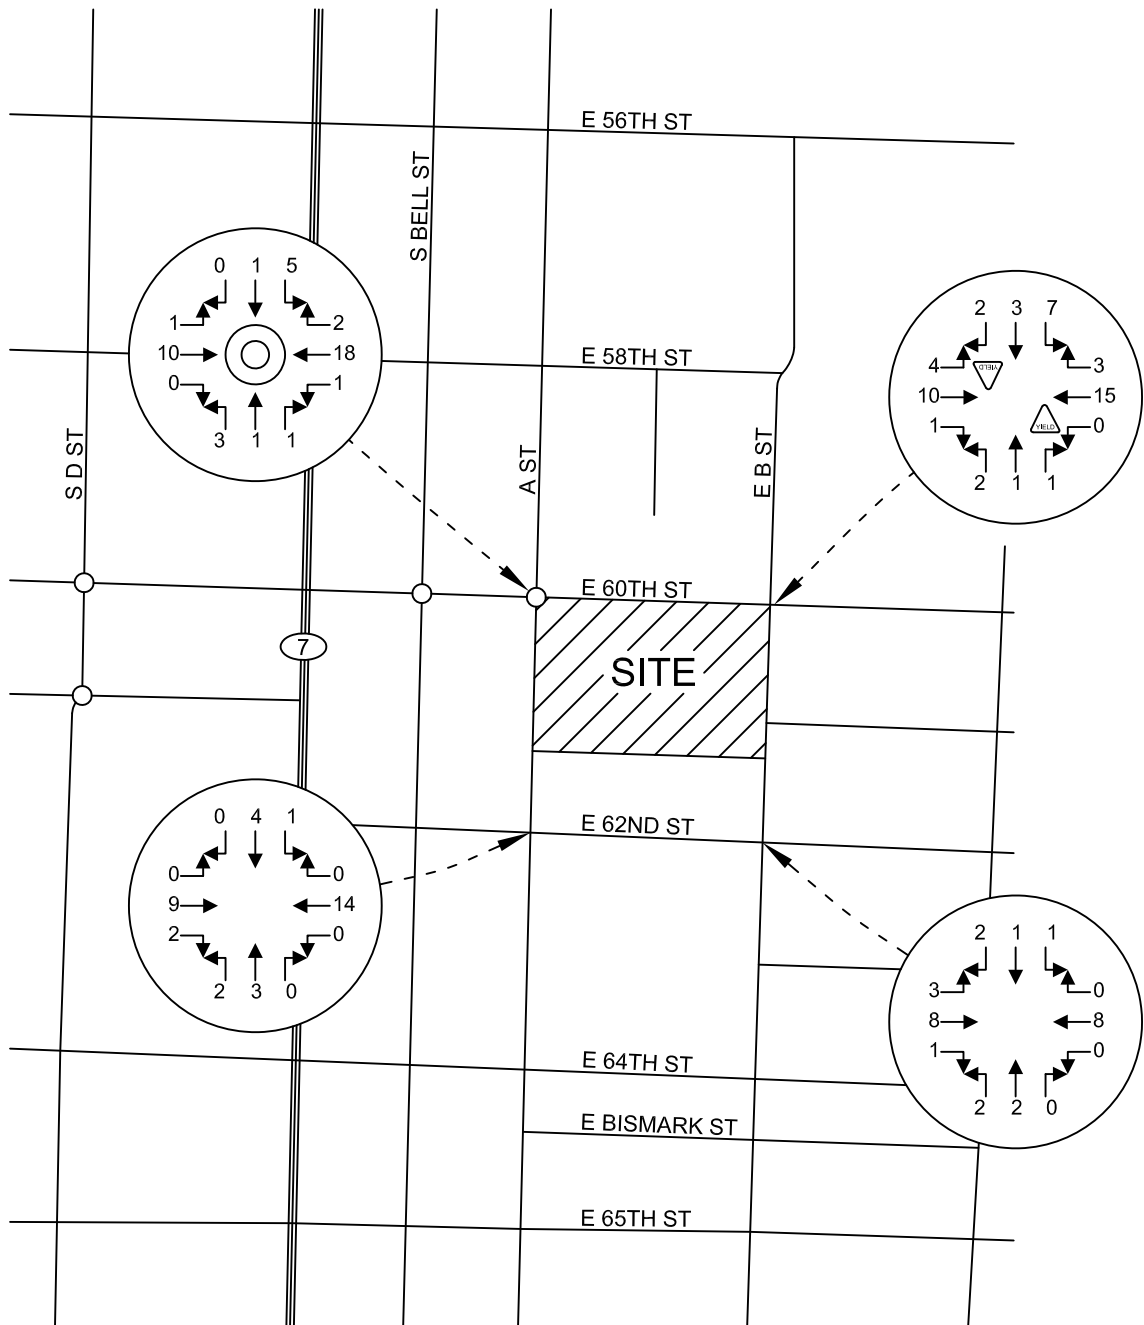 E 56TH ST
S BELL ST
0 1 5
1 2
10 18
0 1
3 1 1
2 3 7
4 YIELD 3
10 15
1 YIELD 0
2 1 1
E 58TH ST
S D ST
A ST
E B ST
E 60TH ST
7
SITE
E 62ND ST
0 4 1
0 0
9 14
2 0
2 3 0
2 1 1
3 0
8 8
1 0
2 2 0
E 64TH ST
E BISMARK ST
E 65TH ST